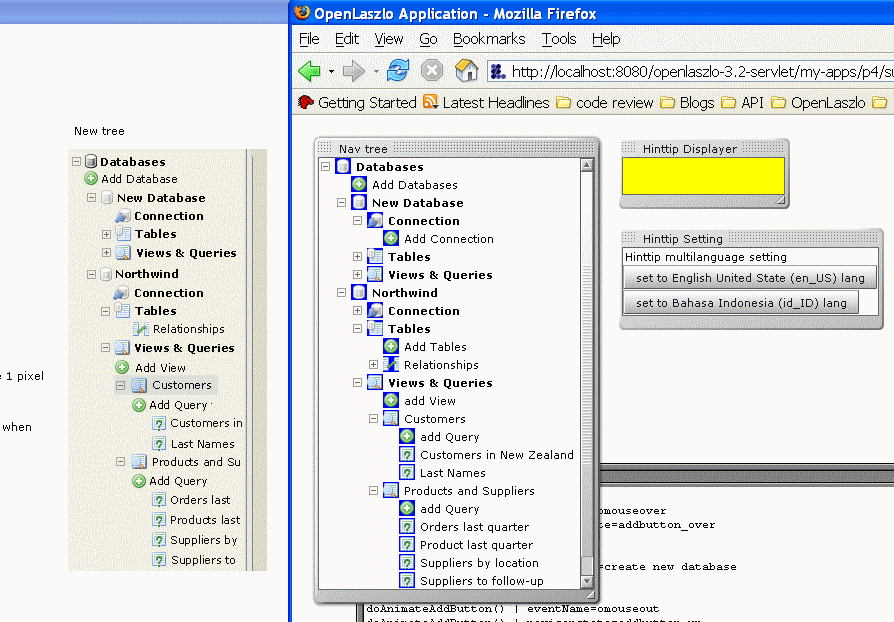 OpenLaszlo Application - Mozilla Firefox
File Edit View Go Bookmarks Tools Help
http://localhost:8080/openlaszlo-3.2-servlet/my-apps/p4/su
Getting Started Latest Headlines code review Blogs API OpenLaszlo
New tree
Databases
Add Database
New Database
Connection
Tables
Views & Queries
Northwind
Connection
Tables
Relationships
Views & Queries
Add View
Customers
Add Query
Customers in
Last Names
Products and Su
Add Query
Orders last
Products last
Suppliers by
Suppliers to
1 pixel
when
Nav tree
Databases
Add Databases
New Database
Connection
Add Connection
Tables
Views & Queries
Northwind
Connection
Tables
Add Tables
Relationships
Views & Queries
add View
Customers
add Query
Customers in New Zealand
Last Names
Products and Suppliers
add Query
Orders last quarter
Product last quarter
Suppliers by location
Suppliers to follow-up
Hinttip Displayer
Hinttip Setting
Hinttip multilanguage setting
set to English United State (en_US) lang
set to Bahasa Indonesia (id_ID) lang
omouseover
e=addbutton_over
=create new database
doAnimateAddButton() | eventName=omouseout